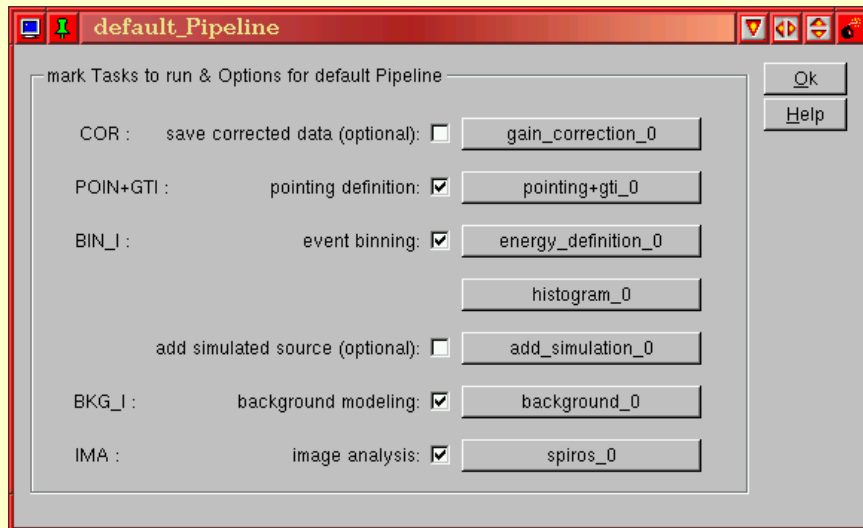 default_Pipeline
mark Tasks to run & Options for default Pipeline
Ok
Help
COR : save corrected data (optional): gain_correction_0
POIN+GTI : pointing definition: pointing+gti_0
BIN_I : event binning: energy_definition_0
histogram_0
add simulated source (optional): add_simulation_0
BKG_I : background modeling: background_0
IMA : image analysis: spiros_0